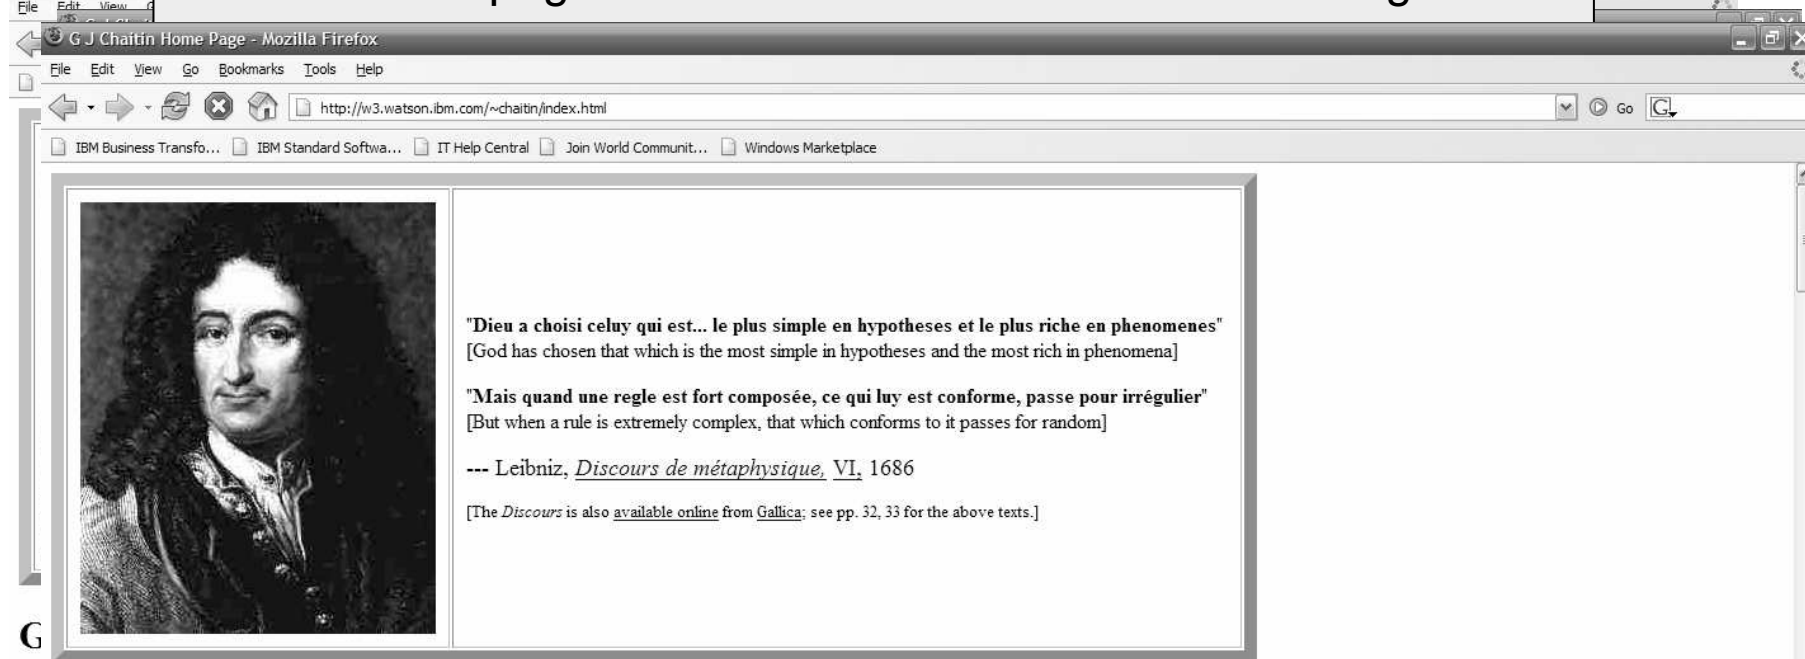 File Edit View
G J Chaitin Home Page - Mozilla Firefox
File Edit View Go Bookmarks Tools Help
http://w3.watson.ibm.com/~chaitin/index.html
Go
G
IBM Business Transfo... IBM Standard Softwa... IT Help Central Join World Communit... Windows Marketplace
"Dieu a choisi celuy qui est... le plus simple en hypotheses et le plus riche en phenomenes"
[God has chosen that which is the most simple in hypotheses and the most rich in phenomena]
"Mais quand une regle est fort composée, ce qui luy est conforme, passe pour irrégulier"
[But when a rule is extremely complex, that which conforms to it passes for random]
--- Leibniz, Discours de métaphysique, VI, 1686
[The Discours is also available online from Gallica; see pp. 32, 33 for the above texts.]
G